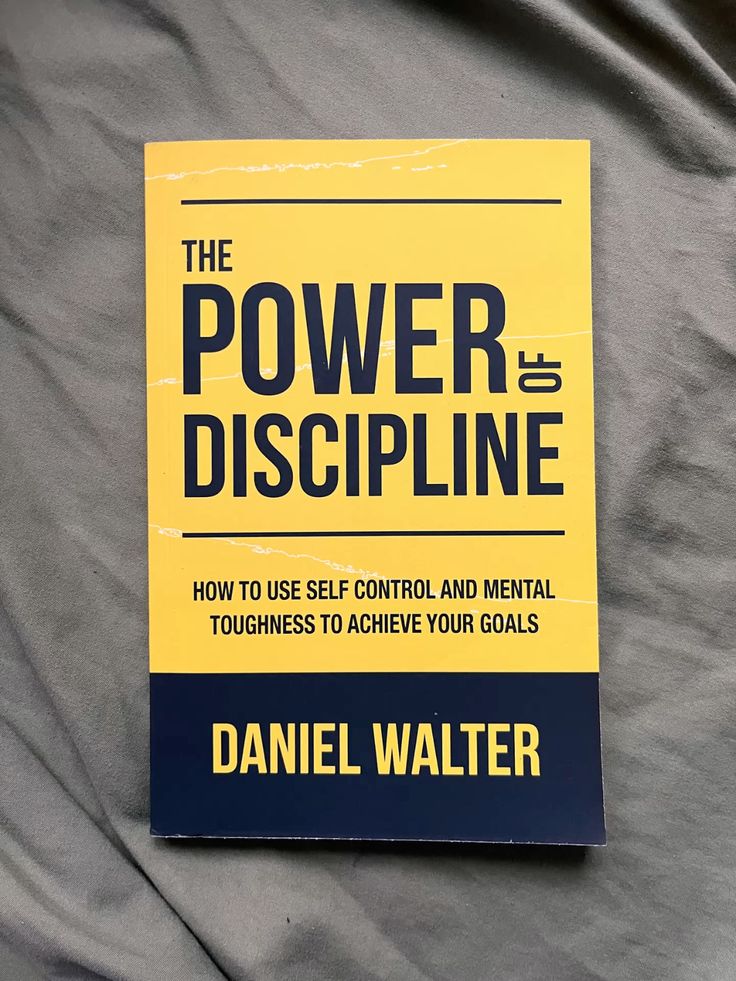 THE
POWER OF
DISCIPLINE
HOW TO USE SELF CONTROL AND MENTAL
TOUGHNESS TO ACHIEVE YOUR GOALS
DANIEL WALTER